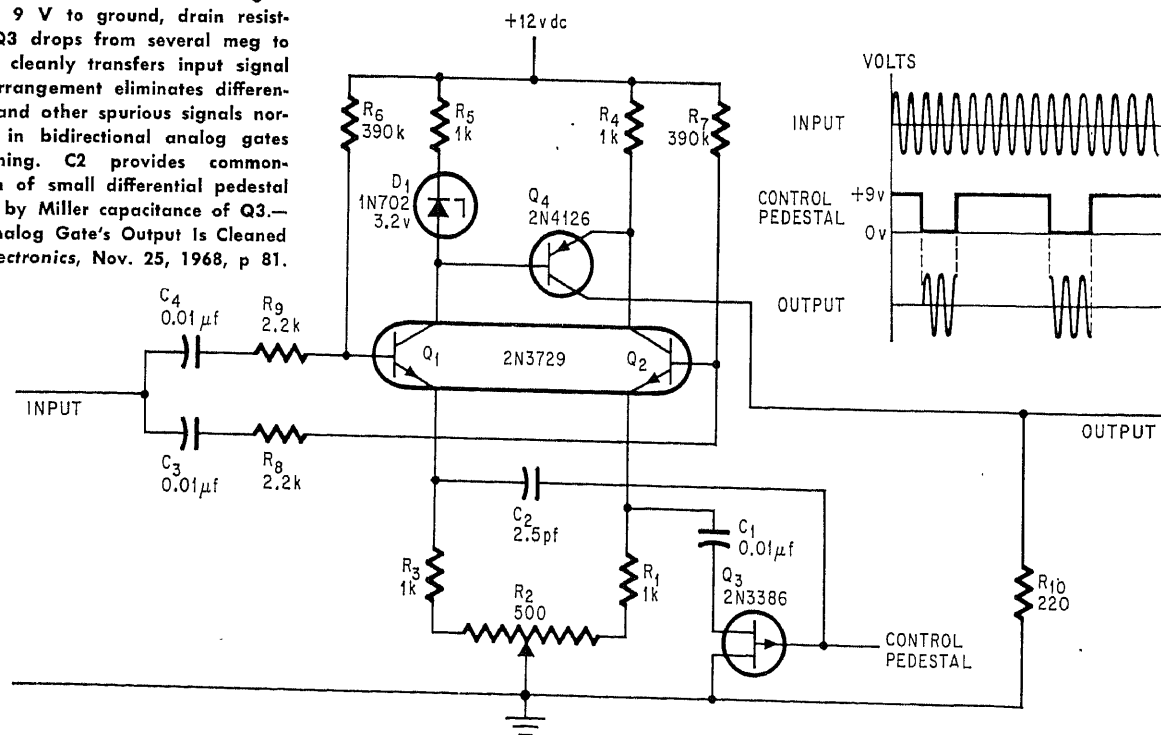 9 V to ground, drain resist-
Q3 drops from several meg to
cleanly transfers input signal
rrangement eliminates differen-
and other spurious signals nor-
in bidirectional analog gates
ning. C2 provides common-
of small differential pedestal
by Miller capacitance of Q3.—
nalog Gate's Output Is Cleaned
ectronics, Nov. 25, 1968, p 81.
+12v dc
R6
390k
R5
1k
R4
1k
R7
390k
D1
1N702
3.2v
Q4
2N4126
VOLTS
INPUT
CONTROL
PEDESTAL
+9v
0v
OUTPUT
C4
0.01µf
R9
2.2k
Q1
2N3729
Q2
INPUT
OUTPUT
C3
0.01µf
R8
2.2k
C2
2.5pf
C1
0.01µf
R3
1k
R2
500
R1
1k
Q3
2N3386
R10
220
CONTROL
PEDESTAL